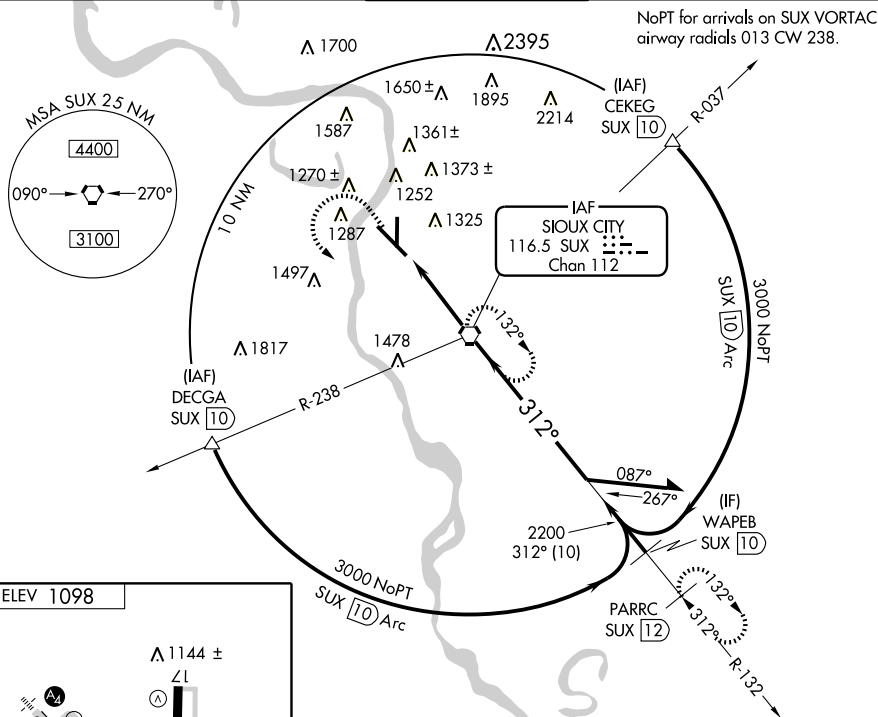 NoPT for arrivals on SUX VORTAC
airway radials 013 CW 238.
1700
2395
MSA SUX 25 NM
4400
090°
270°
3100
1650 ±
1895
2214
(IAF)
CEKEG
SUX 10
R-037
1587
1361±
1270 ±
1373 ±
1252
10 NM
1287
1325
IAF
SIOUX CITY
116.5 SUX
Chan 112
1497
132°
3000 NoPT
SUX 10 Arc
1817
1478
(IAF)
DECGA
SUX 10
R-238
312°
087°
267°
(IF)
WAPEB
SUX 10
2200
312° (10)
3000 NoPT
SUX 10 Arc
PARRC
SUX 12
132°
312°
R-132
ELEV 1098
1144 ±
17
A4
S